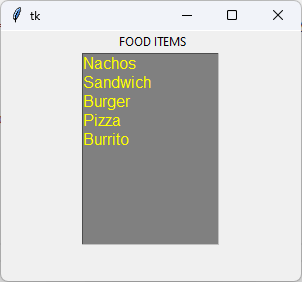 tk
FOOD ITEMS
Nachos
Sandwich
Burger
Pizza
Burrito